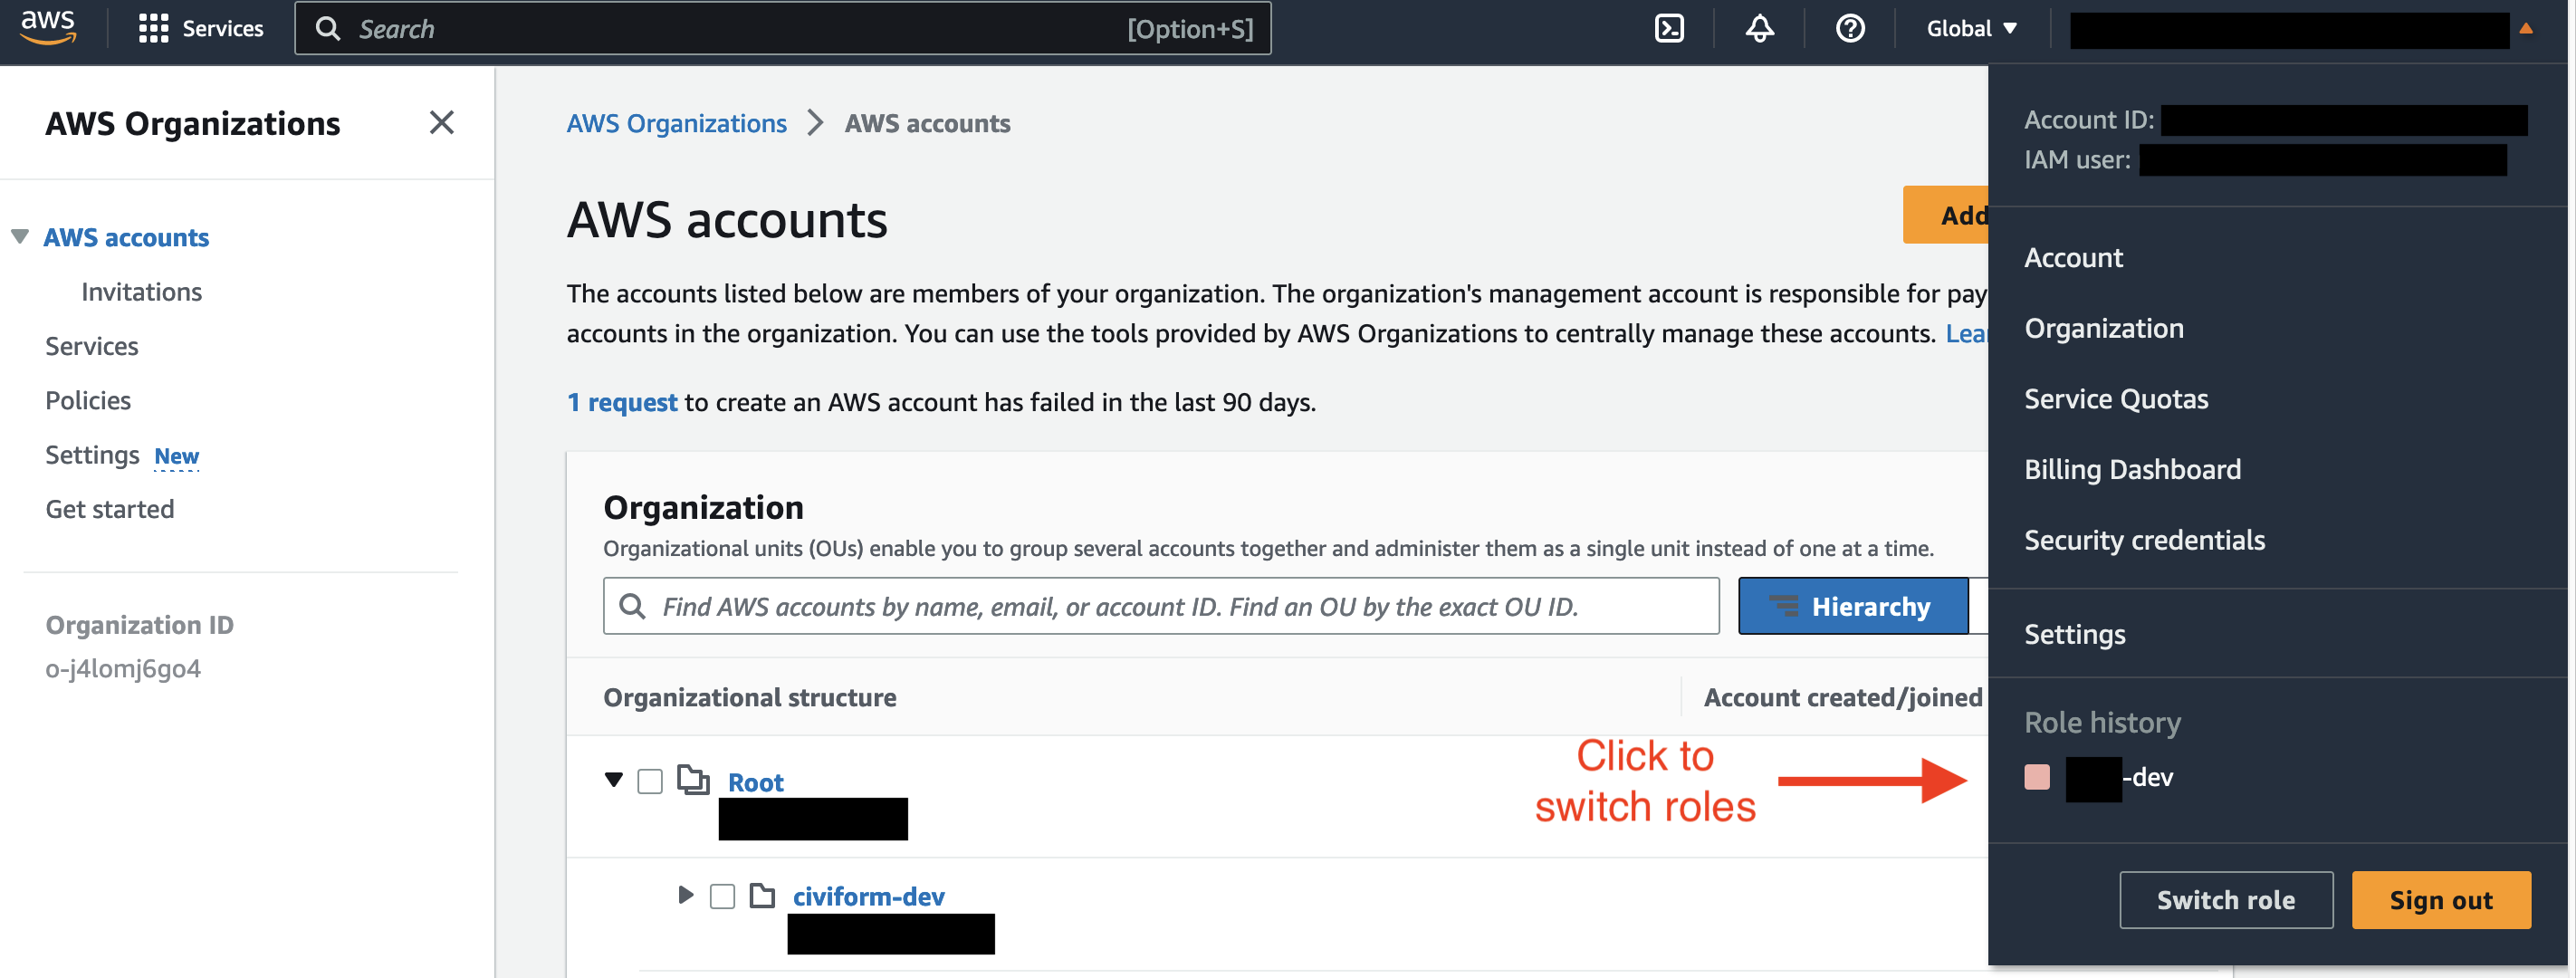 aws
Services
Search
[Option+S]
Global
AWS Organizations
AWS accounts
Invitations
Services
Policies
Settings New
Get started
Organization ID
o-j4lomj6go4
AWS Organizations
AWS accounts
AWS accounts
Add
The accounts listed below are members of your organization. The organization's management account is responsible for pay
accounts in the organization. You can use the tools provided by AWS Organizations to centrally manage these accounts. Lear
1 request to create an AWS account has failed in the last 90 days.
Organization
Organizational units (OUs) enable you to group several accounts together and administer them as a single unit instead of one at a time.
Find AWS accounts by name, email, or account ID. Find an OU by the exact OU ID.
Hierarchy
Organizational structure
Account created/joined
Root
civiform-dev
Click to
switch roles
Account ID:
IAM user:
Account
Organization
Service Quotas
Billing Dashboard
Security credentials
Settings
Role history
-dev
Switch role
Sign out